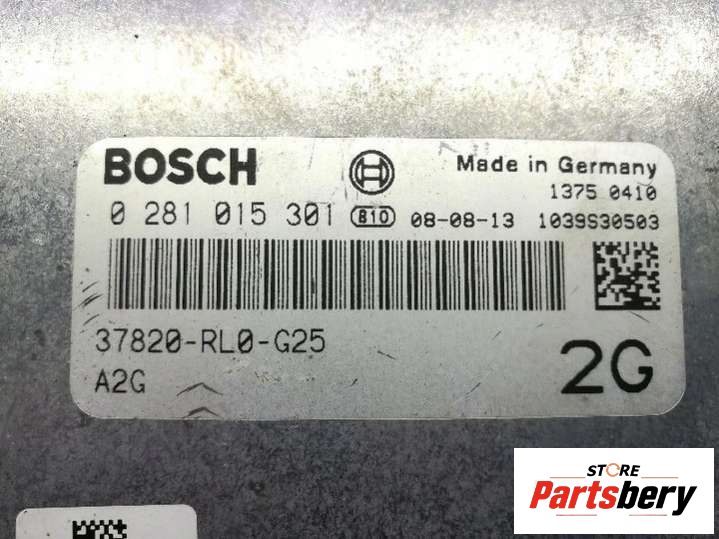 BOSCH
Made in Germany
1375 0410
0 281 015 301 B10 08-08-13 1039S30503
37820-RL0-G25
A2G
2G
STORE
Partsbery